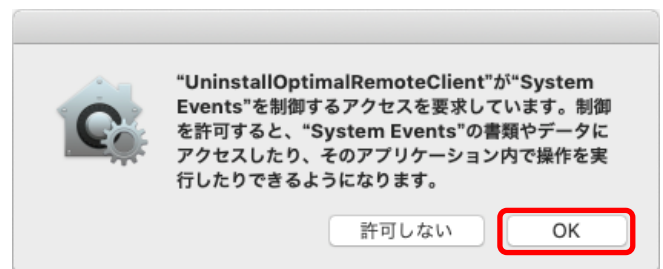 “UninstallOptimalRemoteClient”が“System
Events”を制御するアクセスを要求しています。制御
を許可すると、“System Events”の書類やデータに
アクセスしたり、そのアプリケーション内で操作を実
行したりできるようになります。
許可しない
OK